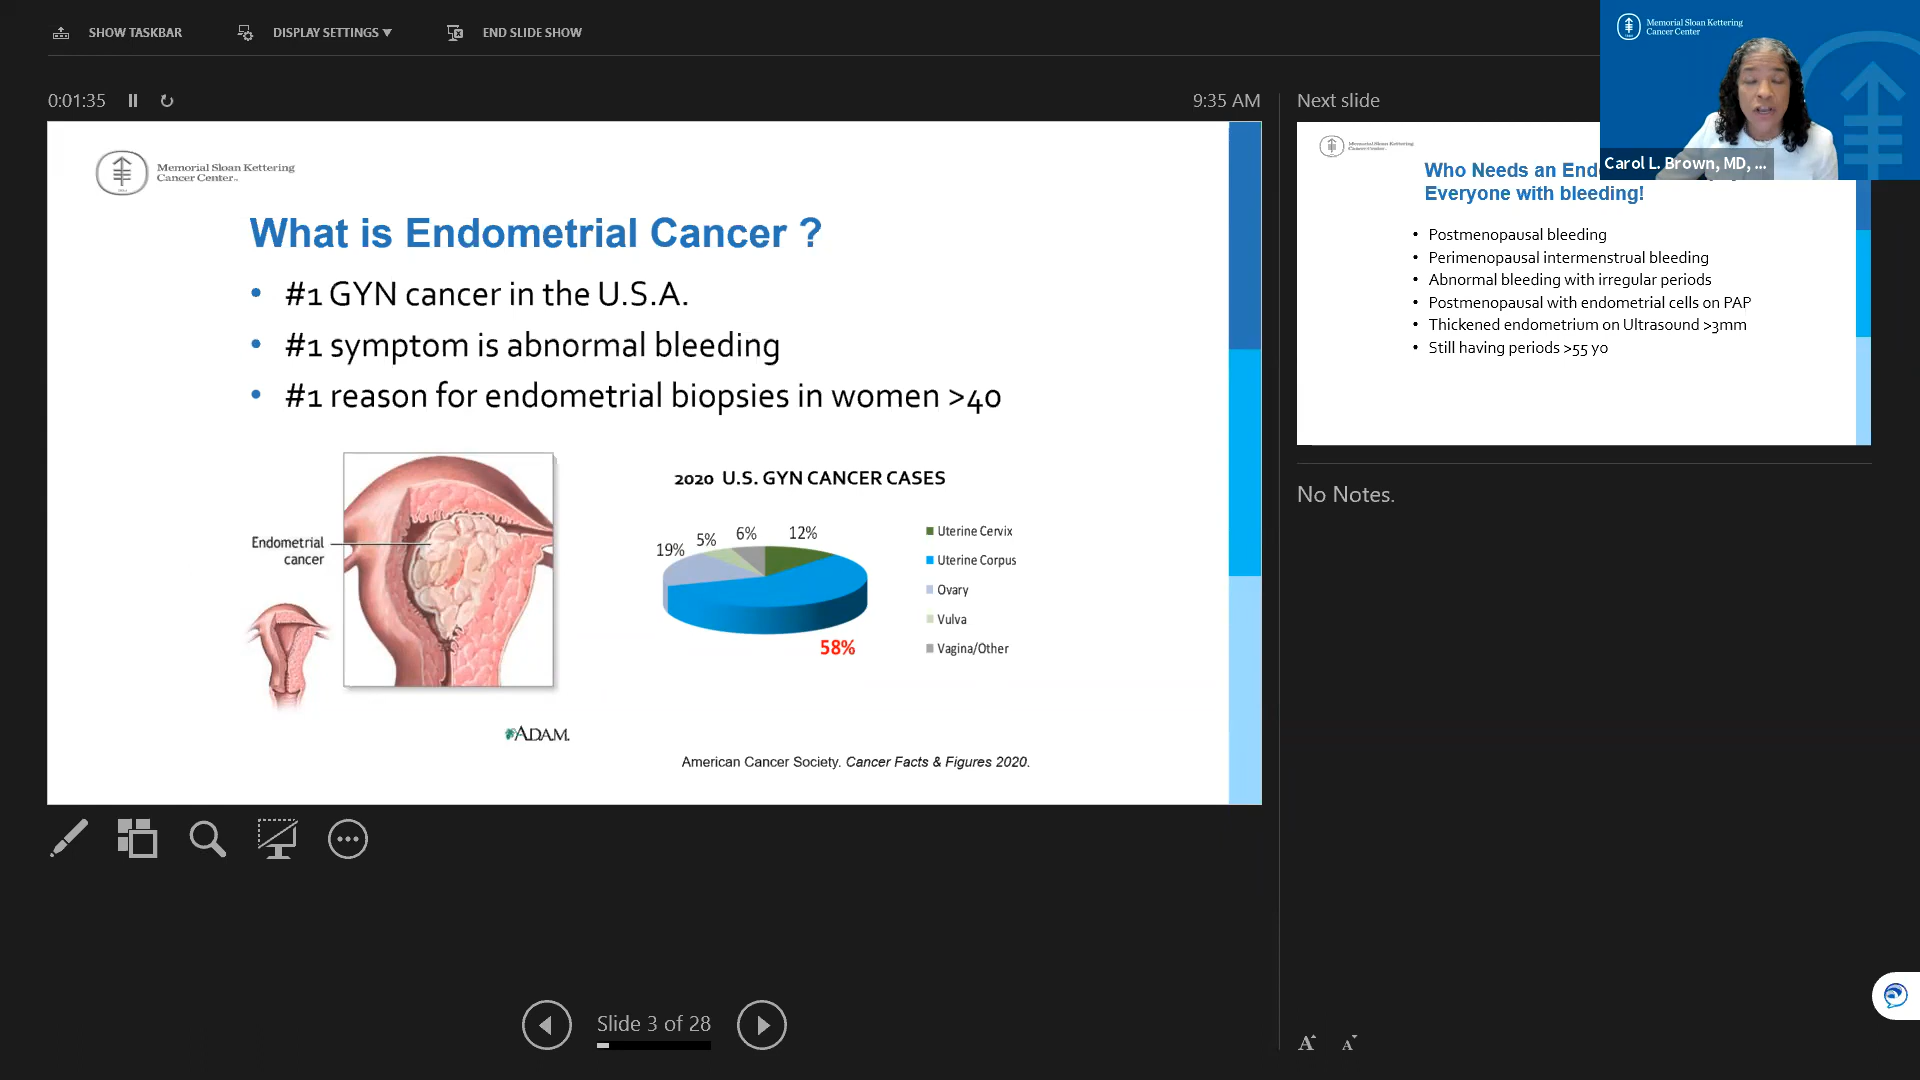 SHOW TASKBAR
DISPLAY SETTINGS ▼
END SLIDE SHOW
Memorial Sloan Kettering
Cancer Center
Carol L. Brown, MD, ...
0:01:35
9:35 AM
Next slide
Memorial Sloan Kettering
Cancer Center™
What is Endometrial Cancer ?
• #1 GYN cancer in the U.S.A.
• #1 symptom is abnormal bleeding
• #1 reason for endometrial biopsies in women >40
Endometrial
cancer
ADAM.
2020 U.S. GYN CANCER CASES
19%
5%
6%
12%
58%
Uterine Cervix
Uterine Corpus
Ovary
Vulva
Vagina/Other
American Cancer Society. Cancer Facts & Figures 2020.
Memorial Sloan Kettering
Cancer Center
Who Needs an
Everyone with bleeding!
• Postmenopausal bleeding
• Perimenopausal intermenstrual bleeding
• Abnormal bleeding with irregular periods
• Postmenopausal with endometrial cells on PAP
• Thickened endometrium on Ultrasound >3mm
• Still having periods >55 yo
No Notes.
Slide 3 of 28
A A